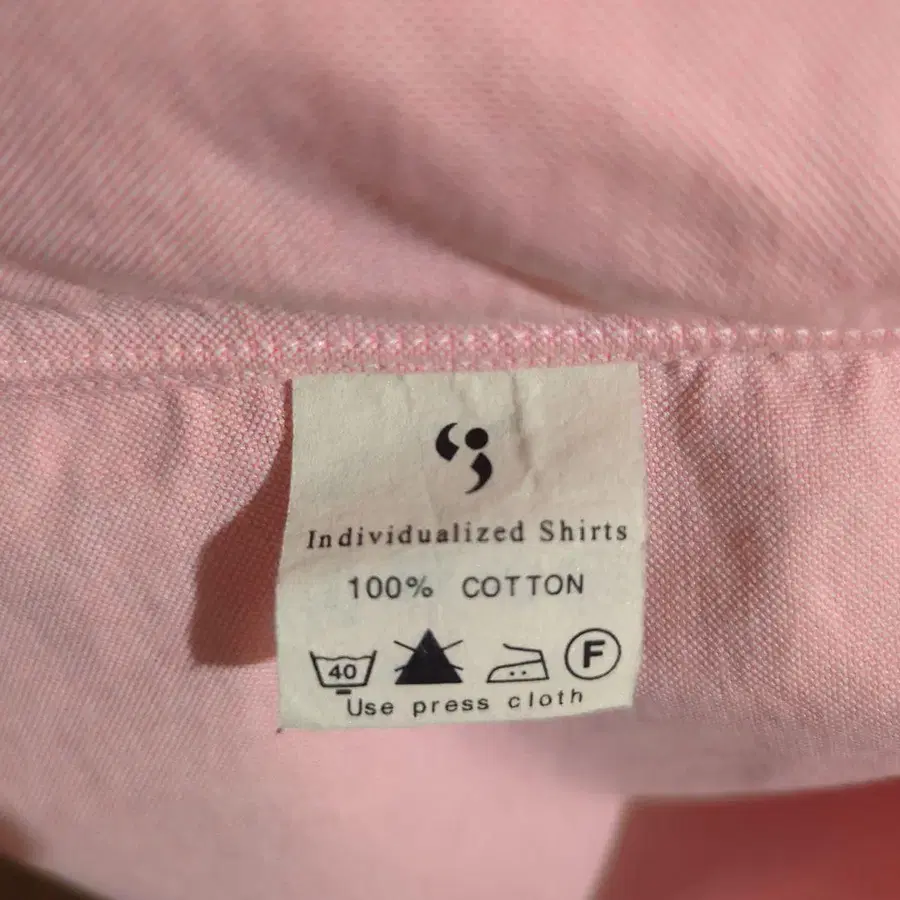 Individualized Shirts
100% COTTON
40 F
Use press cloth